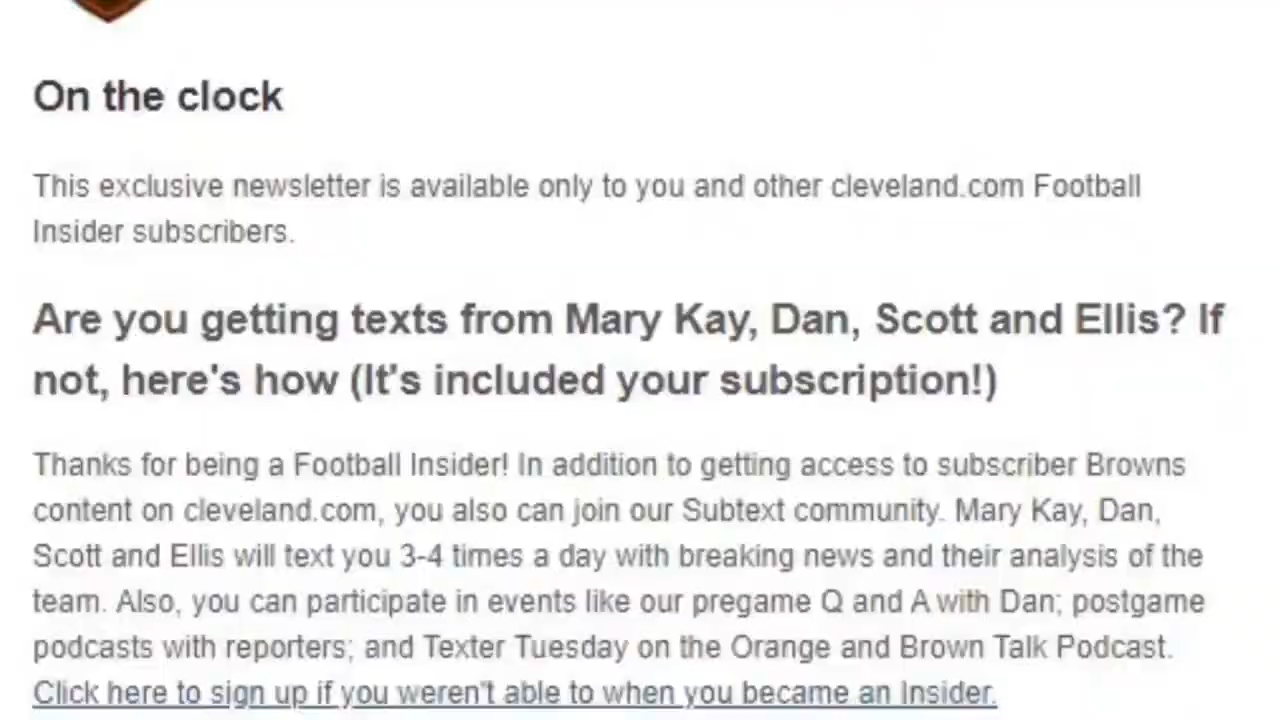 On the clock
This exclusive newsletter is available only to you and other cleveland.com Football
Insider subscribers.
Are you getting texts from Mary Kay, Dan, Scott and Ellis? If
not, here's how (It's included your subscription!)
Thanks for being a Football Insider! In addition to getting access to subscriber Browns
content on cleveland.com, you also can join our Subtext community. Mary Kay, Dan,
Scott and Ellis will text you 3-4 times a day with breaking news and their analysis of the
team. Also, you can participate in events like our pregame Q and A with Dan; postgame
podcasts with reporters; and Texter Tuesday on the Orange and Brown Talk Podcast.
Click here to sign up if you weren't able to when you became an Insider.